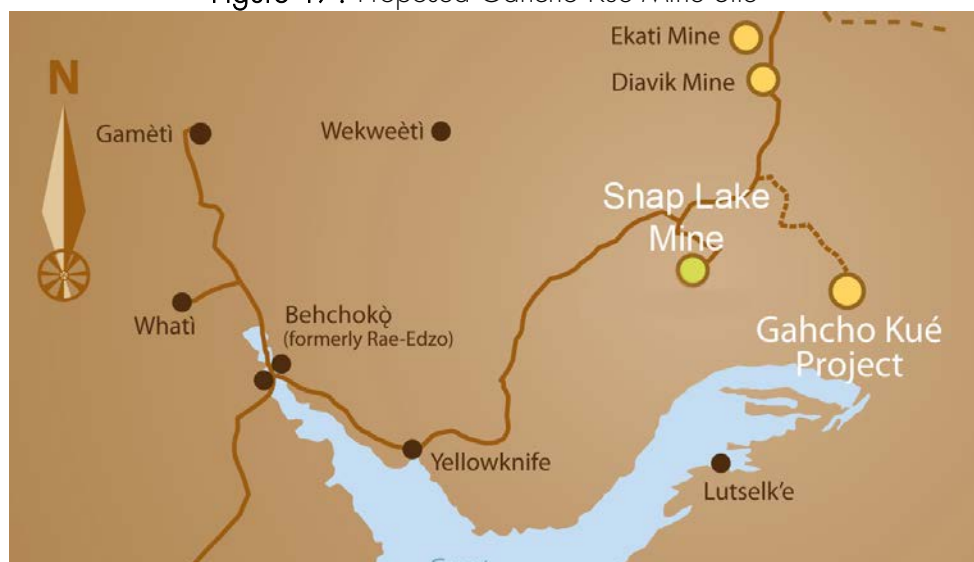 Ekati Mine
N
Diavik Mine
Gamètì
Wekweètì
Snap Lake
Mine
Whatì
Behchokǫ̀
(formerly Rae-Edzo)
Gahcho Kué
Project
Yellowknife
Lutselk'e